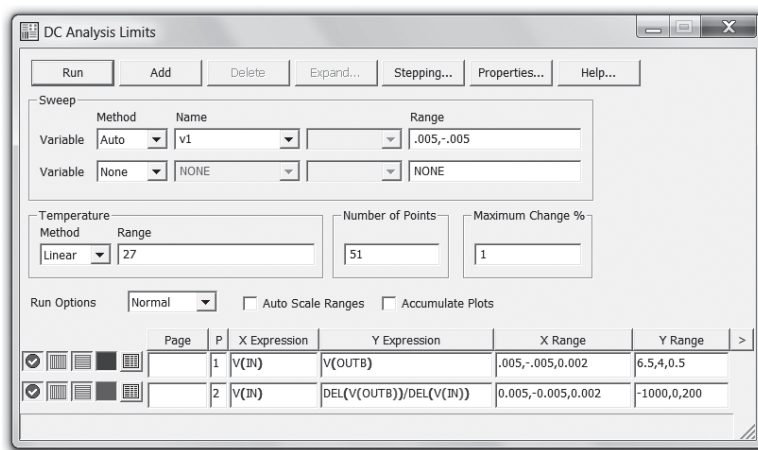 DC Analysis Limits
X
Run Add Delete Expand... Stepping... Properties... Help...
Sweep
Method Name Range
Variable Auto v1 .005,-.005
Variable None NONE NONE
Temperature Number of Points Maximum Change %
Method Range
Linear 27 51 1
Run Options Normal Auto Scale Ranges Accumulate Plots
Page P X Expression Y Expression X Range Y Range >
1 V(IN) V(OUTB) .005,-.005,0.002 6.5,4,0.5
2 V(IN) DEL(V(OUTB))/DEL(V(IN)) 0.005,-0.005,0.002 -1000,0,200